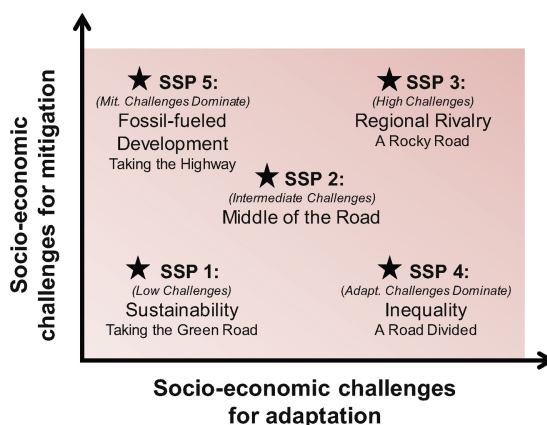 Socio-economic
challenges for mitigation
SSP 5:
(Mit. Challenges Dominate)
Fossil-fueled
Development
Taking the Highway
SSP 3:
(High Challenges)
Regional Rivalry
A Rocky Road
SSP 2:
(Intermediate Challenges)
Middle of the Road
SSP 1:
(Low Challenges)
Sustainability
Taking the Green Road
SSP 4:
(Adapt. Challenges Dominate)
Inequality
A Road Divided
Socio-economic challenges
for adaptation